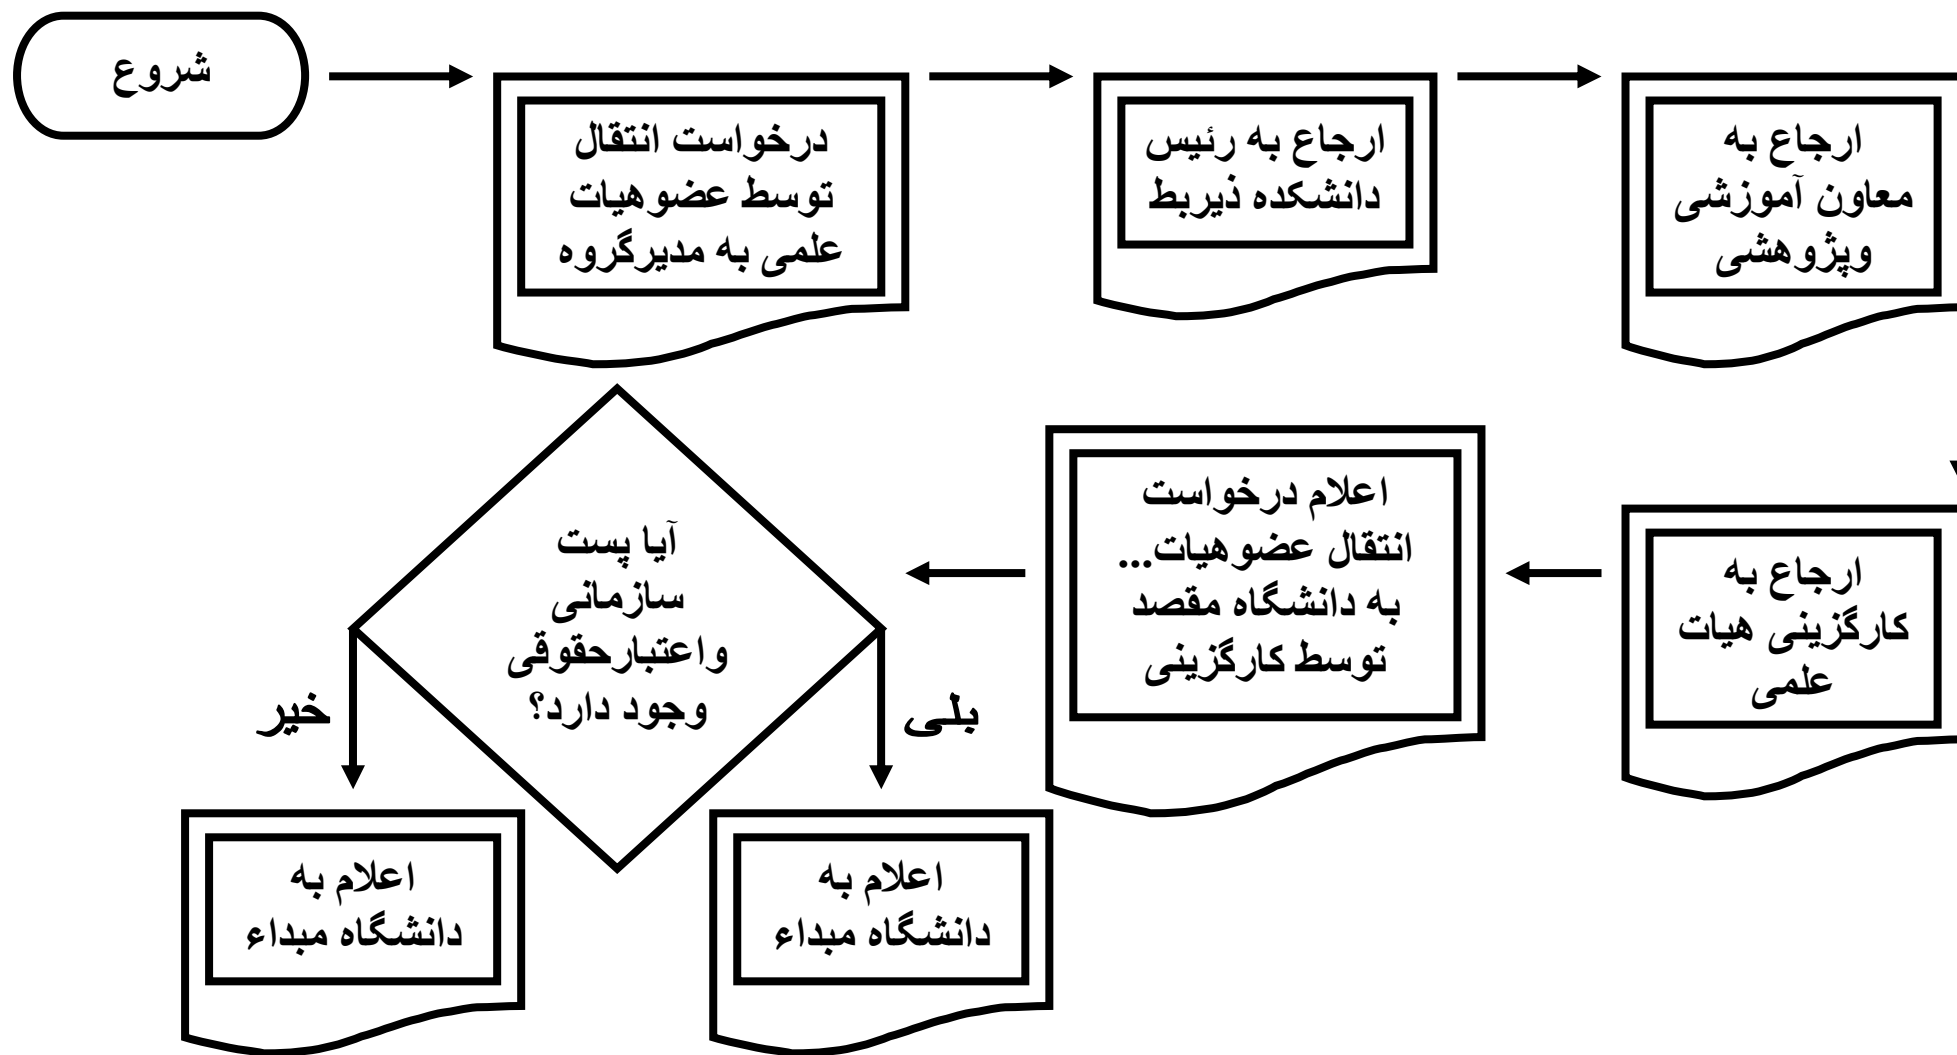 شروع
درخواست انتقال
توسط عضوهیات
علمی به مدیرگروه
ارجاع به رئیس
دانشکده ذیربط
ارجاع به
معاون آموزشی
وپژوهشی
ارجاع به
کارگزینی هیات
علمی
اعلام درخواست
انتقال عضوهیات...
به دانشگاه مقصد
توسط کارگزینی
آیا پست
سازمانی
واعتبارحقوقی
وجود دارد؟
بلی
خیر
اعلام به
دانشگاه مبداء
اعلام به
دانشگاه مبداء